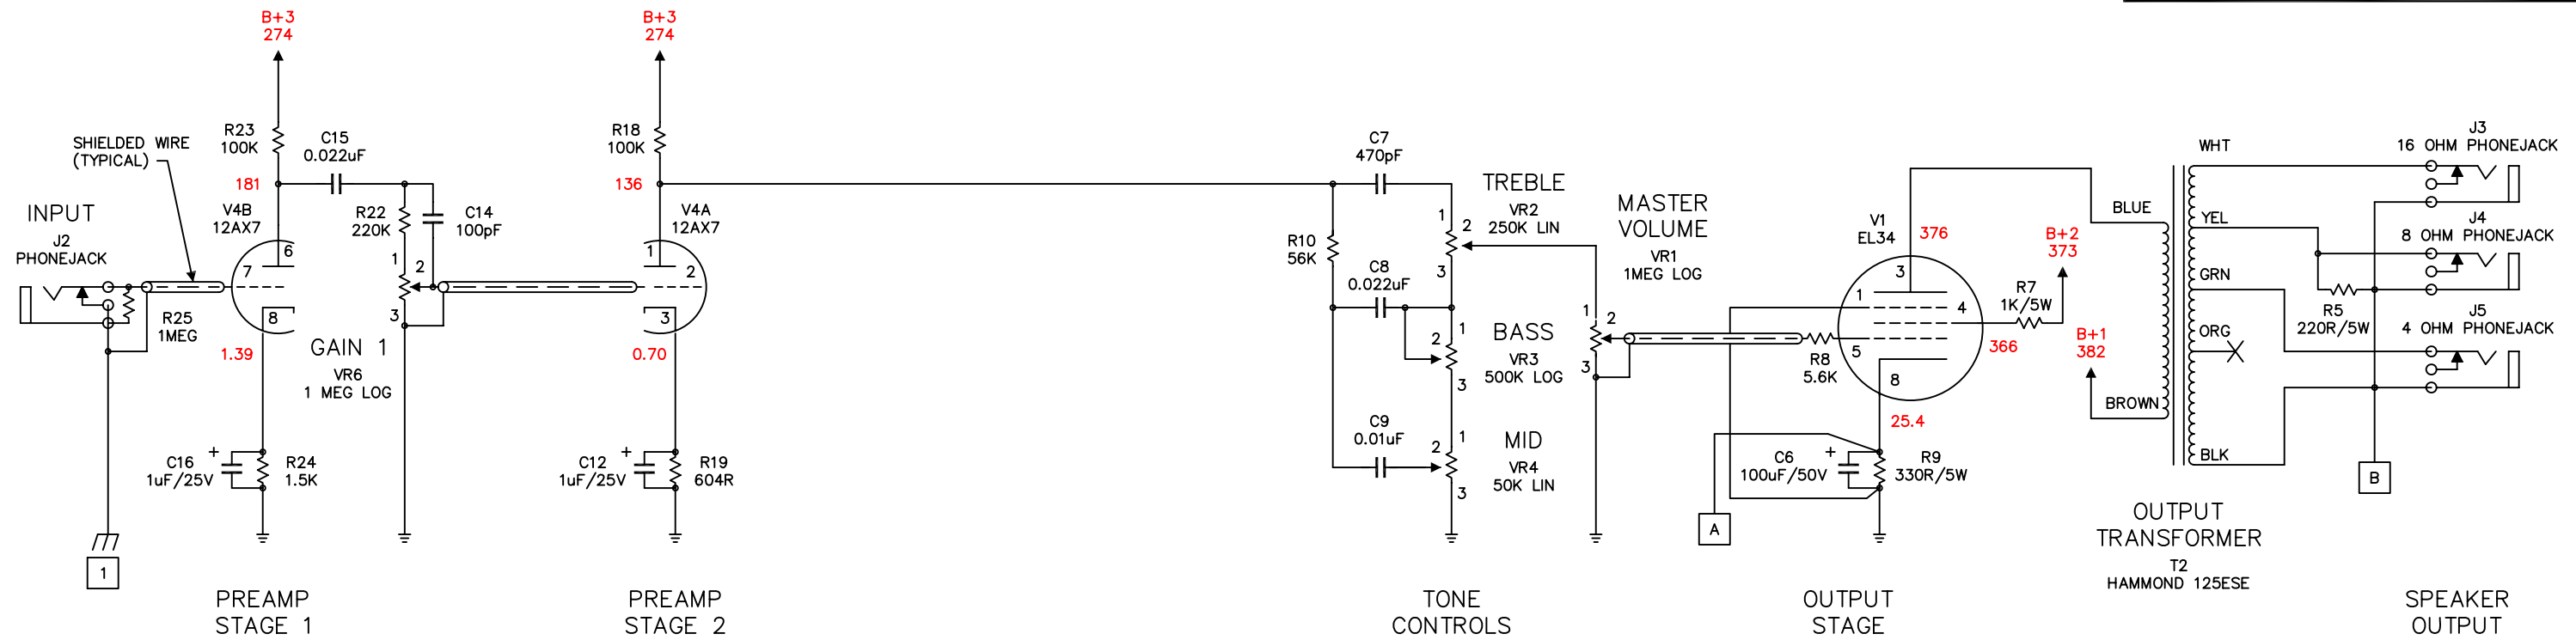 B+3
274
R23
100K
C15
0.022uF
SHIELDED WIRE
(TYPICAL)
181
V4B
12AX7
R22
220K
C14
100pF
INPUT
J2
PHONEJACK
6
7
8
1
2
3
R25
1MEG
1.39
GAIN 1
VR6
1 MEG LOG
C16
1uF/25V
+
R24
1.5K
1
PREAMP
STAGE 1
B+3
274
R18
100K
136
V4A
12AX7
1
2
3
0.70
C12
1uF/25V
+
R19
604R
PREAMP
STAGE 2
C7
470pF
TREBLE
VR2
250K LIN
1
2
3
R10
56K
C8
0.022uF
BASS
VR3
500K LOG
1
2
3
C9
0.01uF
MID
VR4
50K LIN
1
2
3
TONE
CONTROLS
MASTER
VOLUME
VR1
1MEG LOG
1
2
3
R8
5.6K
V1
EL34
376
3
1
4
5
8
366
25.4
R7
1K/5W
B+2
373
C6
100uF/50V
+
R9
330R/5W
A
OUTPUT
STAGE
B+1
382
BLUE
BROWN
WHT
YEL
GRN
ORG
BLK
OUTPUT
TRANSFORMER
T2
HAMMOND 125ESE
J3
16 OHM PHONEJACK
J4
8 OHM PHONEJACK
R5
220R/5W
J5
4 OHM PHONEJACK
B
SPEAKER
OUTPUT